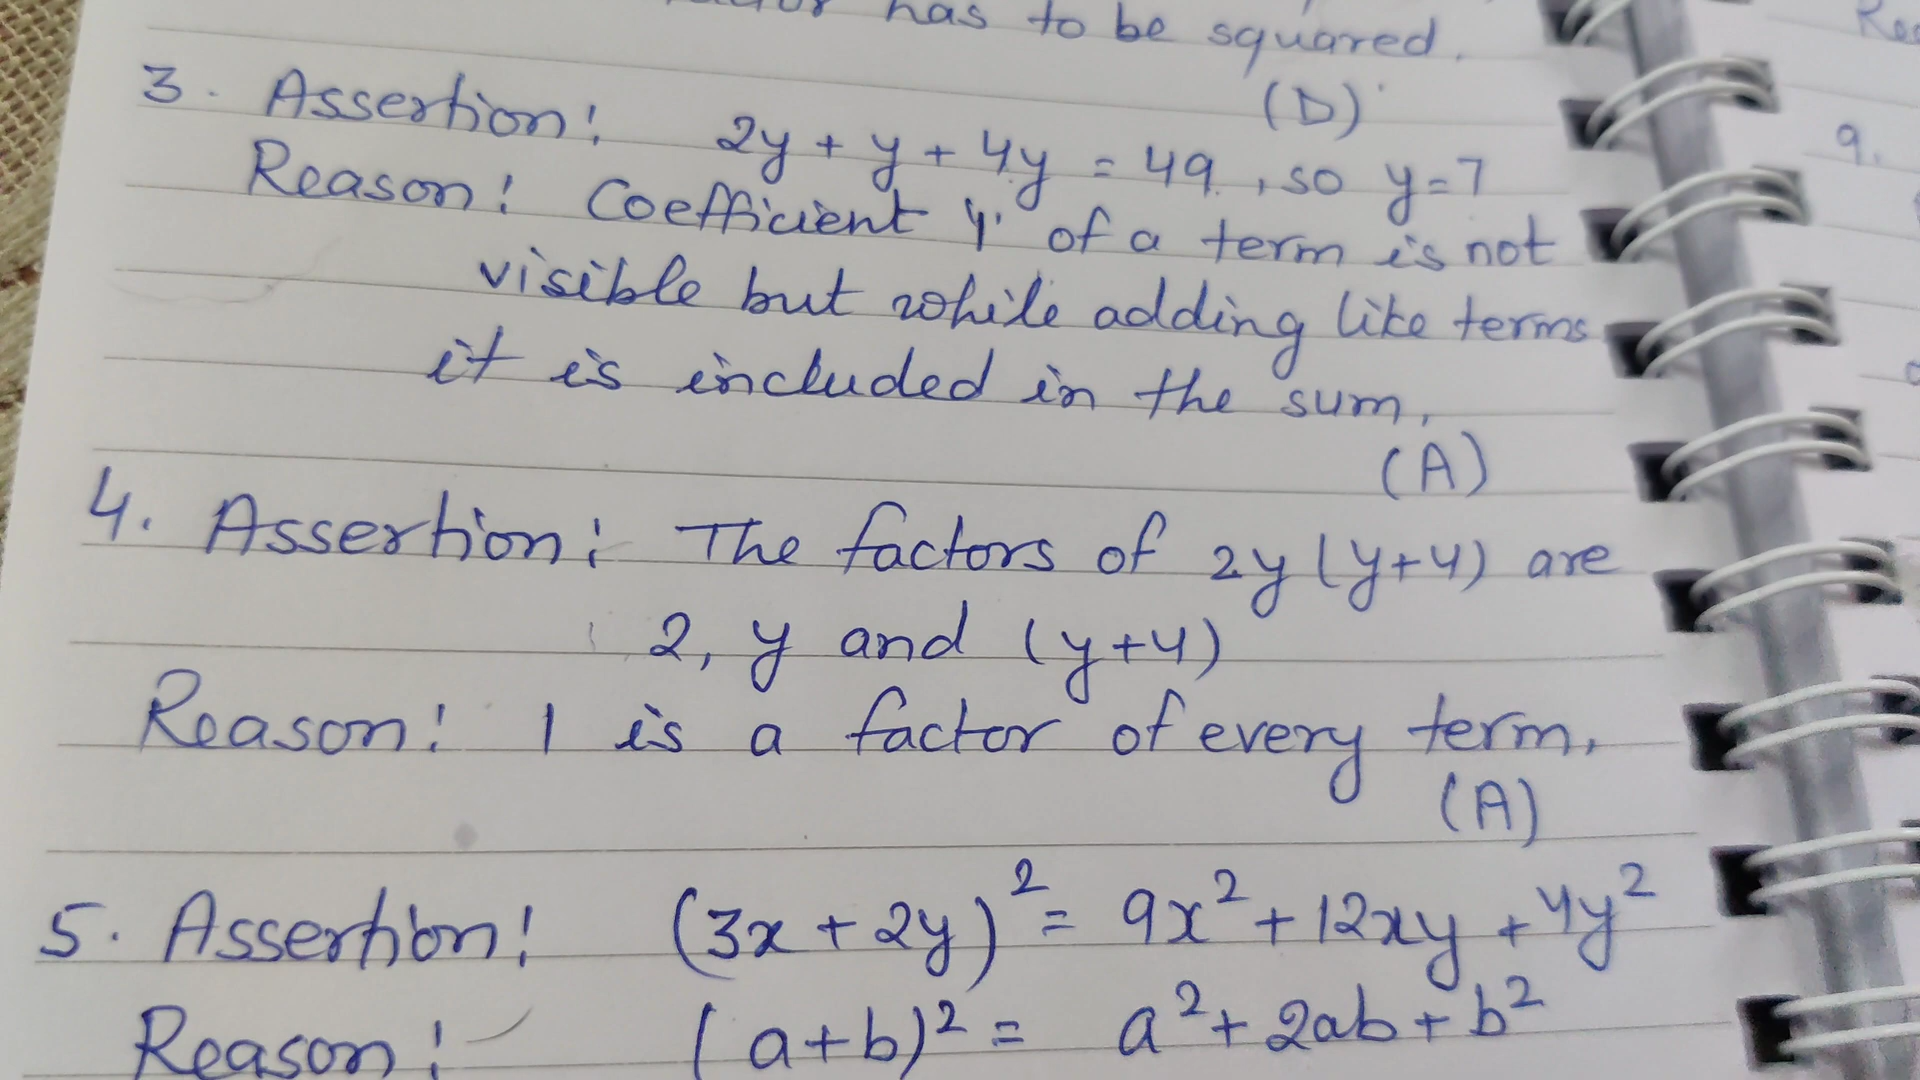 has to be squared.
(D)
3. Assertion: 2y + y + 4y = 49, so y=7
Reason: Coefficient '1' of a term is not
visible but while adding like terms
it is included in the sum.
(A)
4. Assertion: The factors of 2y(y+4) are
2, y and (y+4)
Reason: 1 is a factor of every term.
(A)
5. Assertion: (3x + 2y)² = 9x² + 12xy + 4y²
Reason: (a+b)² = a² + 2ab + b²
9.